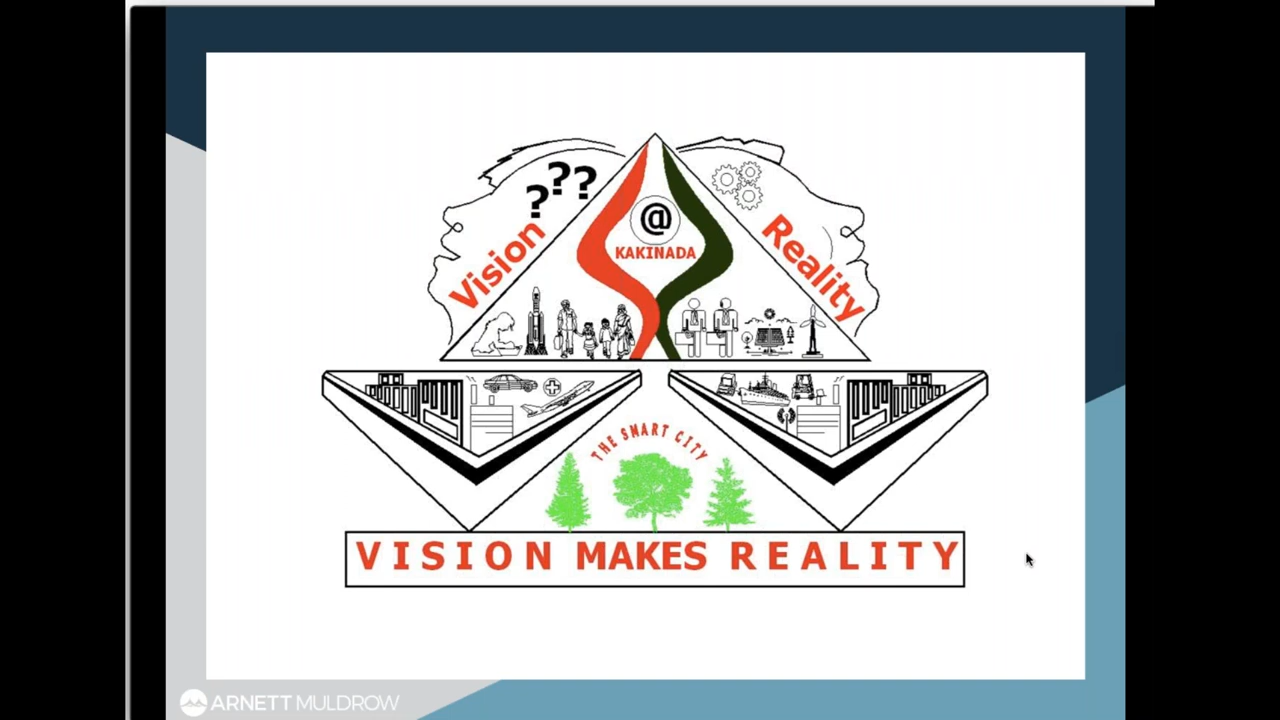 ???
Vision
@
KAKINADA
Reality
THE SMART CITY
VISION MAKES REALITY
ARNETT MULDROW